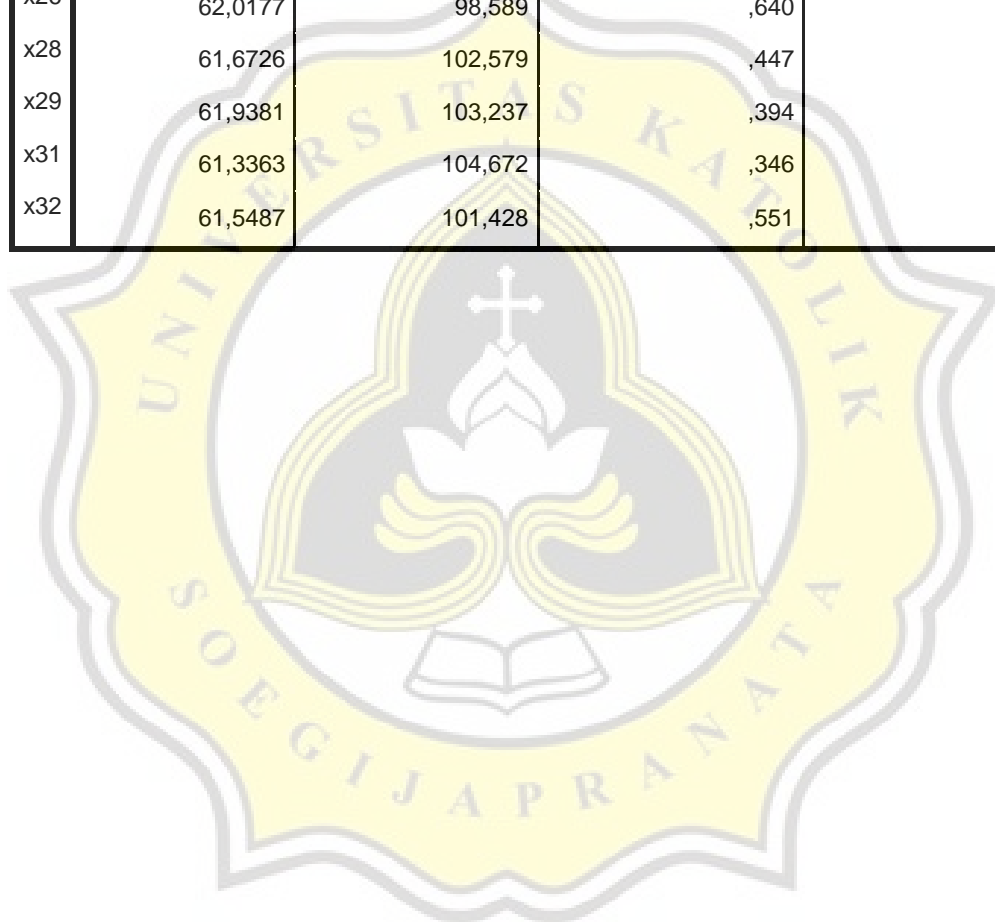 62,0177 98,589 ,640
x28 61,6726 102,579 ,447
x29 61,9381 103,237 ,394
x31 61,3363 104,672 ,346
x32 61,5487 101,428 ,551
UNIVERSITAS KATOLIK
SOEGIJAPRANATA